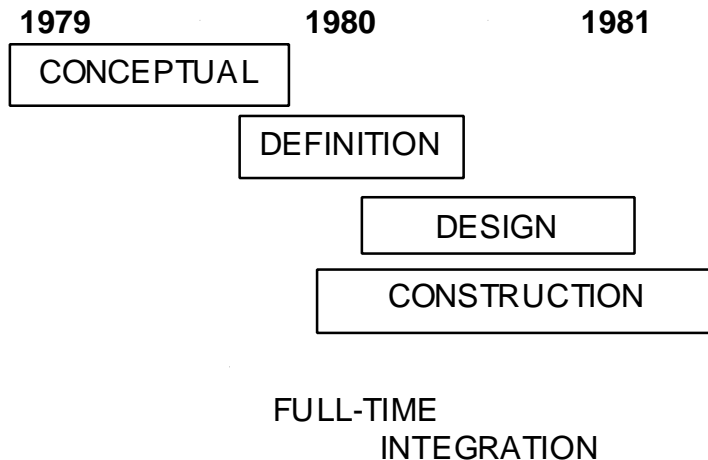 1979 1980 1981
CONCEPTUAL
DEFINITION
DESIGN
CONSTRUCTION
FULL-TIME
INTEGRATION